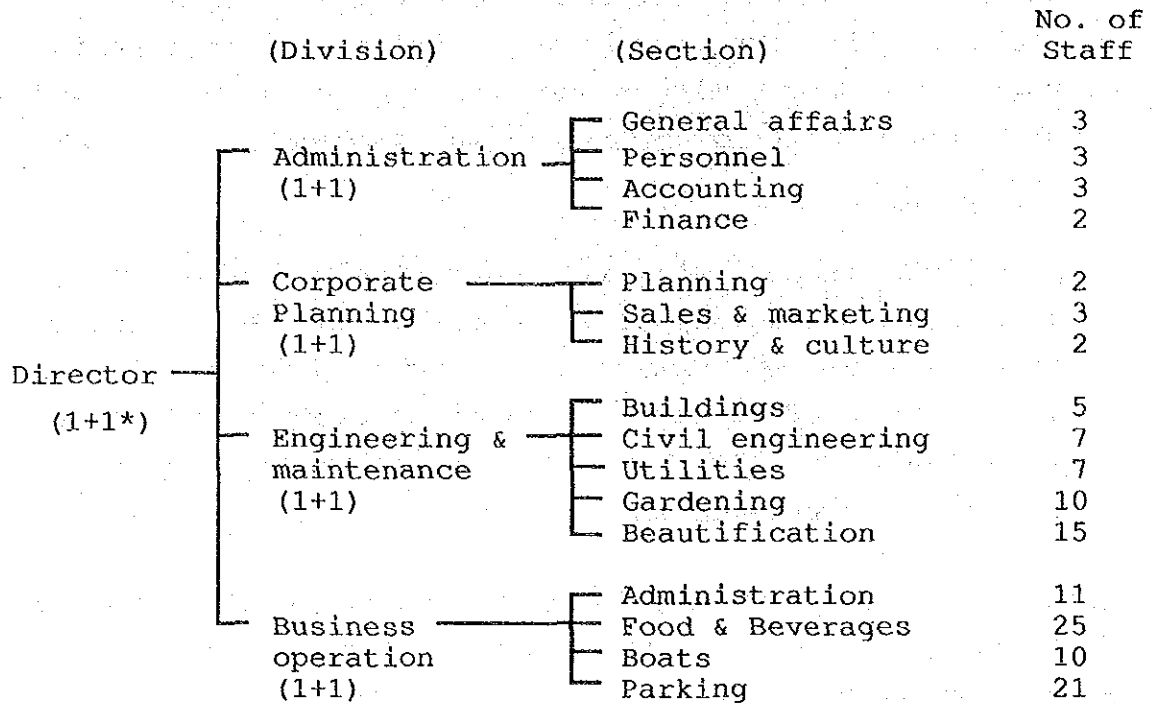 No. of
(Division) (Section) Staff
General affairs 3
Administration Personnel 3
(1+1) Accounting 3
Finance 2
Corporate Planning 2
Planning Sales & marketing 3
(1+1) History & culture 2
Director
(1+1*)
Buildings 5
Engineering & Civil engineering 7
maintenance Utilities 7
(1+1) Gardening 10
Beautification 15
Administration 11
Business Food & Beverages 25
operation Boats 10
(1+1) Parking 21